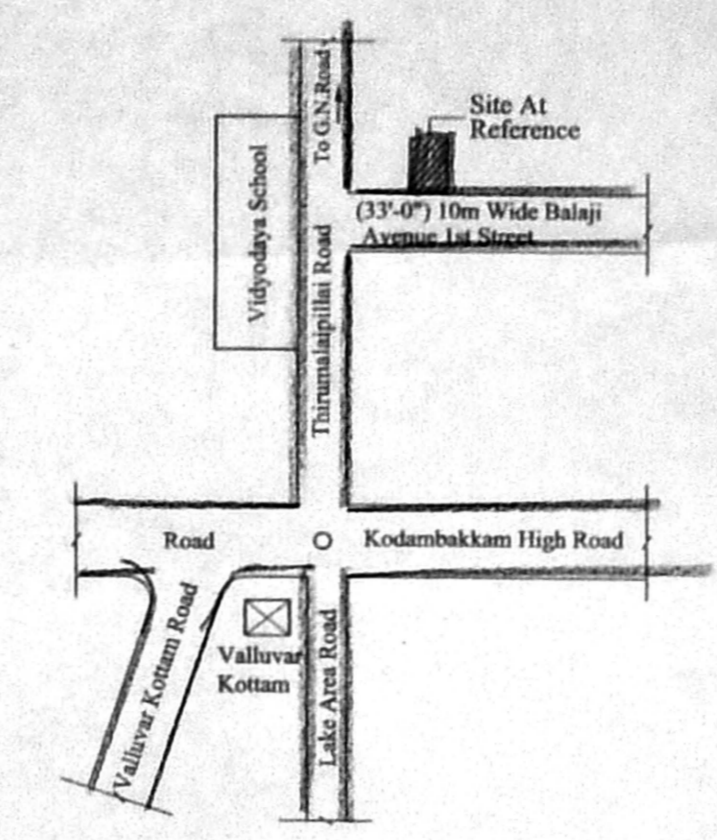 To G.N.Road
Site At
Reference
Vidyodaya School
(33'-0") 10m Wide Balaji
Avenue 1st Street
Thirumalaipillai Road
Road
Kodambakkam High Road
Valluvar Kottam Road
Valluvar
Kottam
Lake Area Road